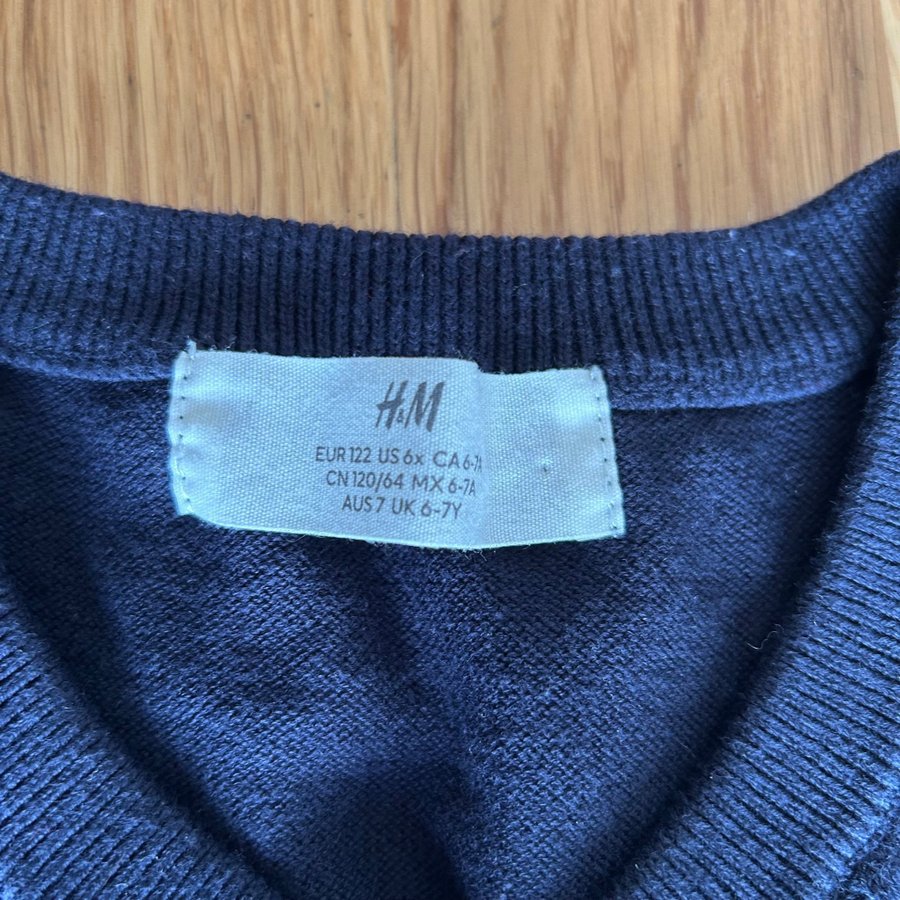 H&M
EUR 122 US 6x CA 6-7A
CN 120/64 MX 6-7A
AUS 7 UK 6-7Y